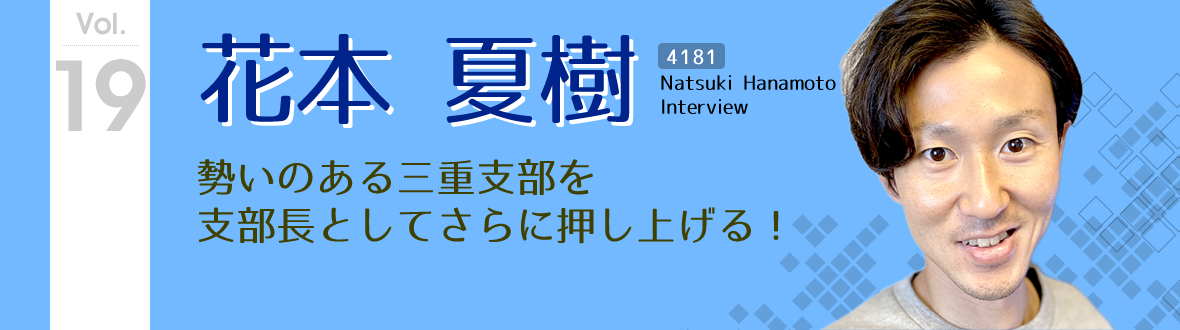 Vol.
19
花本 夏樹
4181
Natsuki Hanamoto
Interview
勢いのある三重支部を
支部長としてさらに押し上げる！